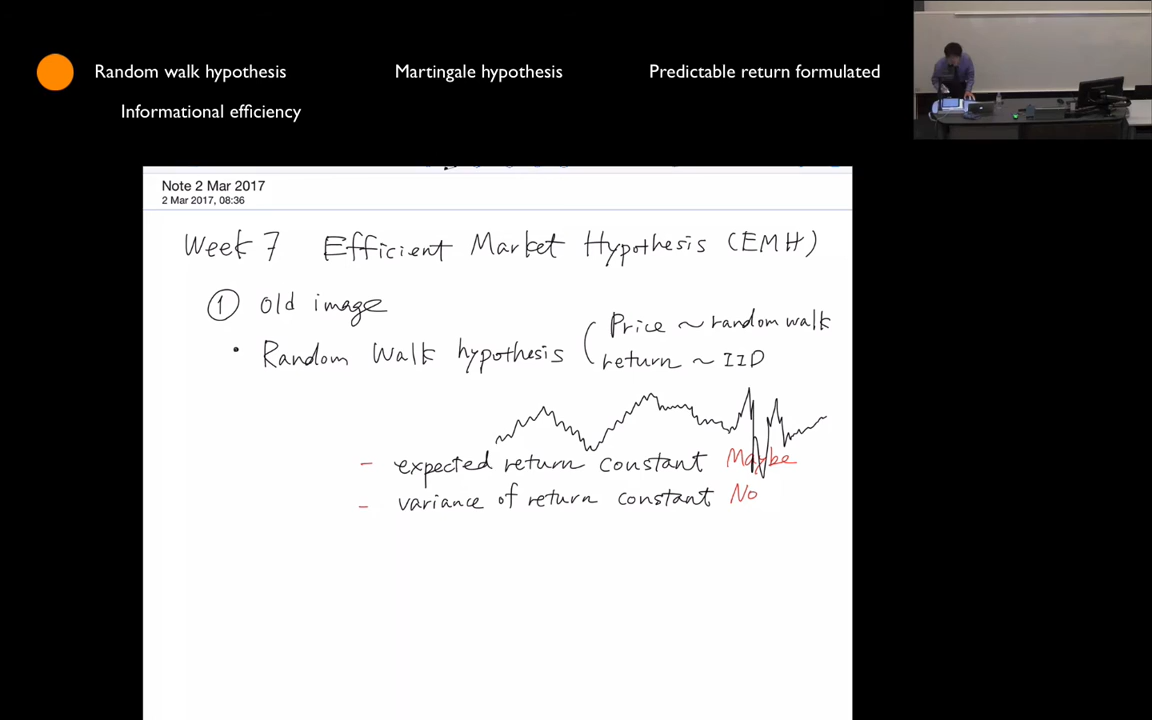 Random walk hypothesis
Martingale hypothesis
Predictable return formulated
Informational efficiency
Note 2 Mar 2017
2 Mar 2017, 08:36
Week 7 Efficient Market Hypothesis (EMH)
① Old image
• Random Walk hypothesis ( Price ~ random walk
return ~ IID
- expected return constant Maybe
- variance of return constant No